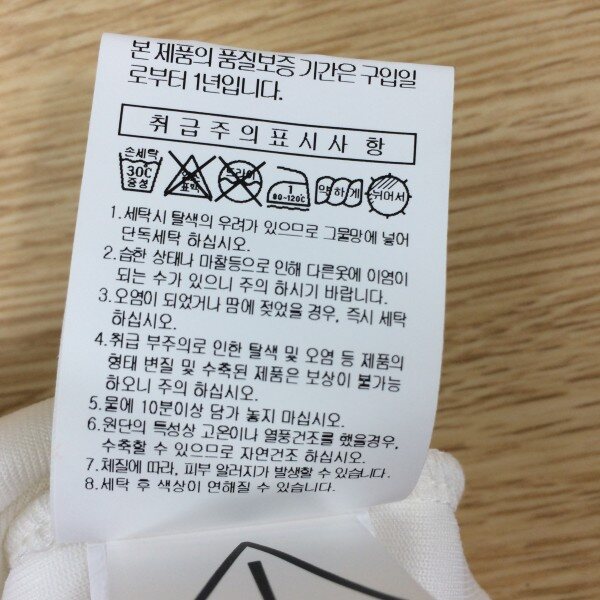 본 제품의 품질보증 기간은 구입일
로부터 1년입니다.
취급주의표시사항
손세탁
30℃
중성
표백
드라이
1
80~120℃
약하게
뉘어서
1.세탁시 탈색의 우려가 있으므로 그물망에 넣어
단독세탁 하십시오.
2.습한 상태나 마찰등으로 인해 다른옷에 이염이
되는 수가 있으니 주의 하시기 바랍니다.
3.오염이 되었거나 땀에 젖었을 경우, 즉시 세탁
하십시오.
4.취급 부주의로 인한 탈색 및 오염 등 제품의
형태 변질 및 수축된 제품은 보상이 불가능
하오니 주의 하십시오.
5.물에 10분이상 담가 놓지 마십시오.
6.원단의 특성상 고온이나 열풍건조를 했을경우,
수축할 수 있으므로 자연건조 하십시오.
7.체질에 따라, 피부 알러지가 발생할 수 있습니다.
8.세탁 후 색상이 연해질 수 있습니다.